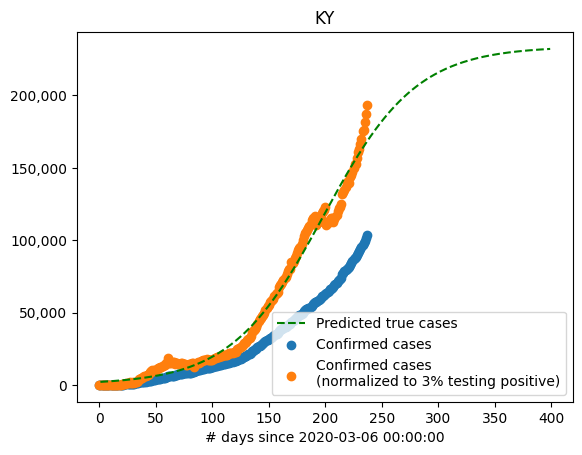 KY
200,000
150,000
100,000
50,000
0
Predicted true cases
Confirmed cases
Confirmed cases
(normalized to 3% testing positive)
0 50 100 150 200 250 300 350 400
# days since 2020-03-06 00:00:00